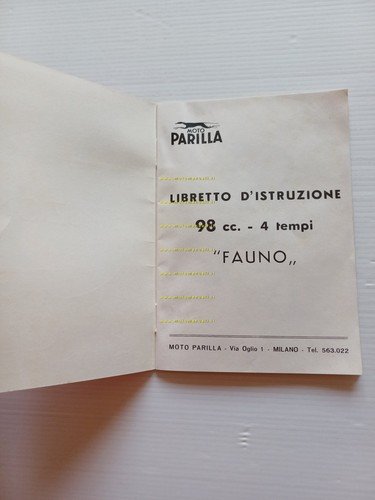 MOTO
PARILLA
LIBRETTO D'ISTRUZIONE
98 cc. - 4 tempi
"FAUNO„
MOTO PARILLA - Via Oglio 1 - MILANO - Tel. 563.022